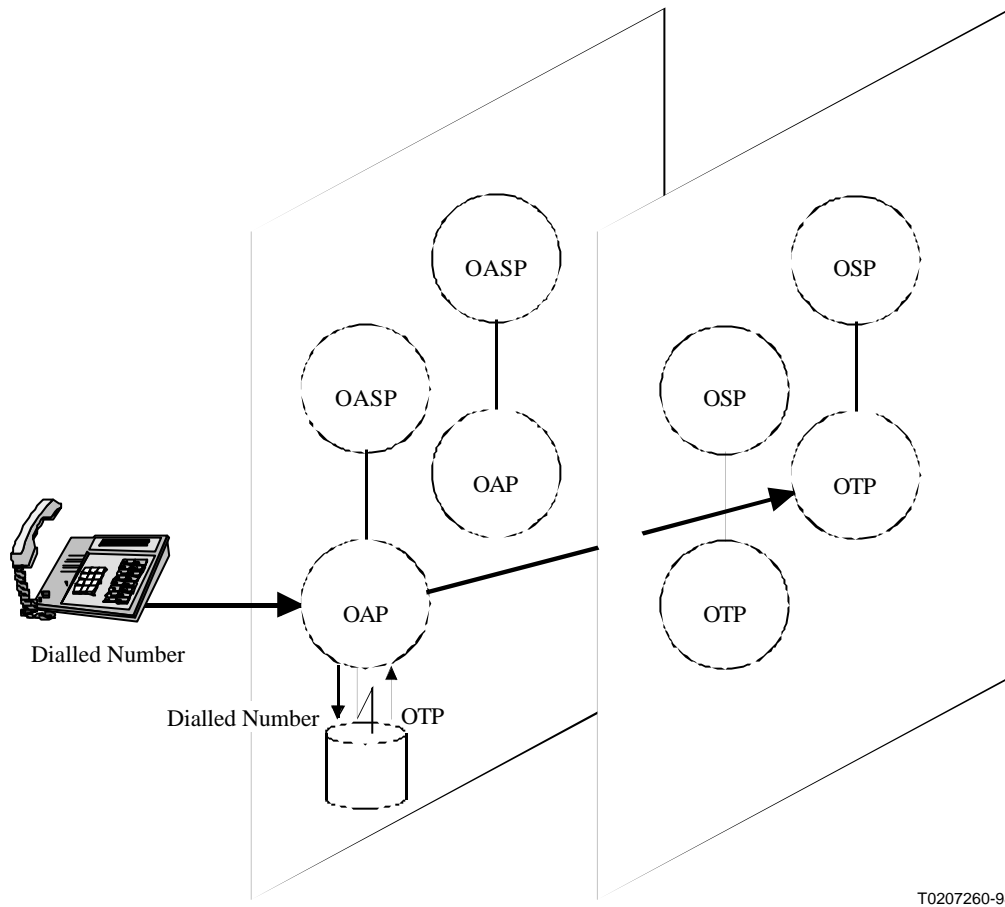 OASP
OSP
OASP
OSP
OAP
OTP
OAP
OTP
Dialled Number
Dialled Number
OTP
T0207260-9